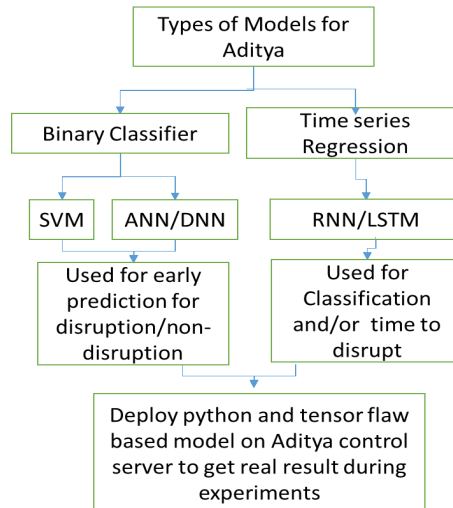 Types of Models for
Aditya
Binary Classifier
Time series
Regression
SVM
ANN/DNN
RNN/LSTM
Used for early
prediction for
disruption/non-
disruption
Used for
Classification
and/or time to
disrupt
Deploy python and tensor flaw
based model on Aditya control
server to get real result during
experiments